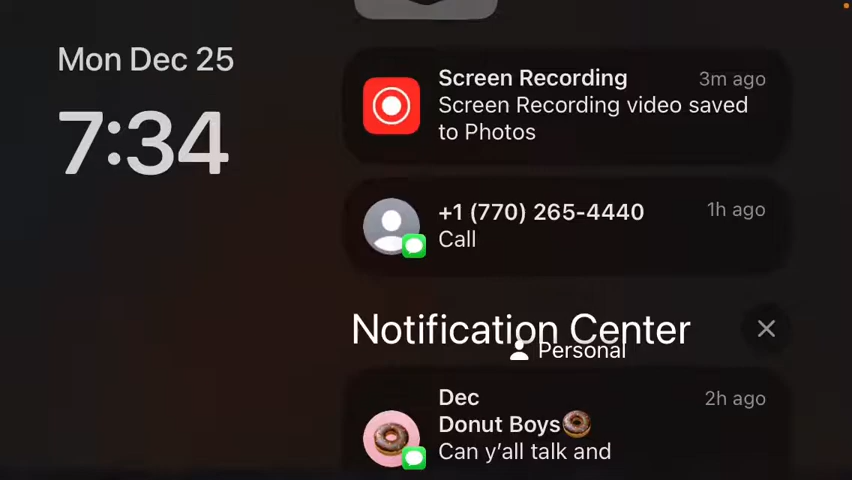 Mon Dec 25
7:34
Screen Recording
3m ago
Screen Recording video saved
to Photos
+1 (770) 265-4440
1h ago
Call
Notification Center
Personal
Dec
2h ago
Donut Boys🍩
Can y’all talk and